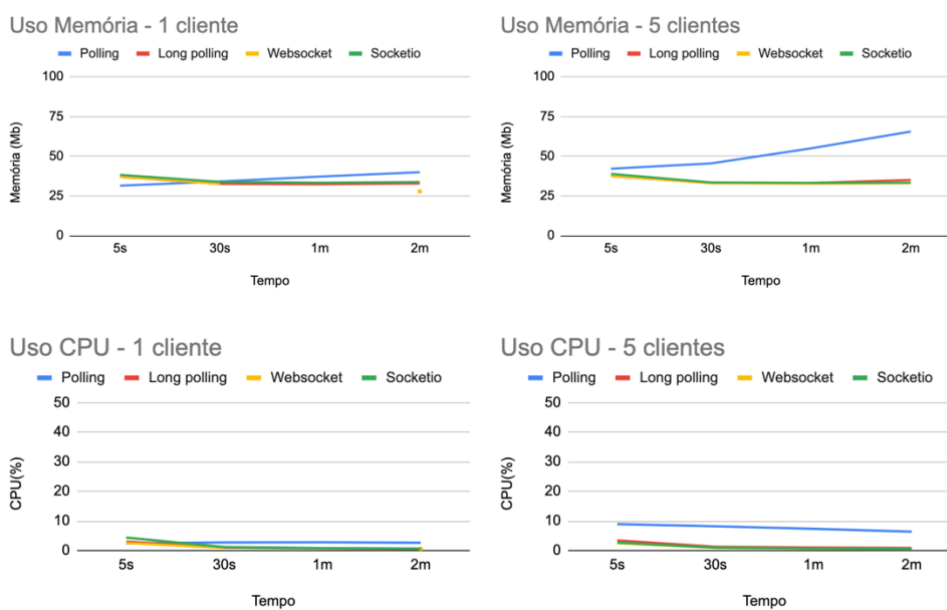 Uso Memória - 1 cliente
Polling Long polling Websocket Socketio
100
75
50
25
0
Memória (Mb)
5s 30s 1m 2m
Tempo
Uso Memória - 5 clientes
Polling Long polling Websocket Socketio
100
75
50
25
0
Memória (Mb)
5s 30s 1m 2m
Tempo
Uso CPU - 1 cliente
Polling Long polling Websocket Socketio
50
40
30
20
10
0
CPU(%)
5s 30s 1m 2m
Tempo
Uso CPU - 5 clientes
Polling Long polling Websocket Socketio
50
40
30
20
10
0
CPU(%)
5s 30s 1m 2m
Tempo